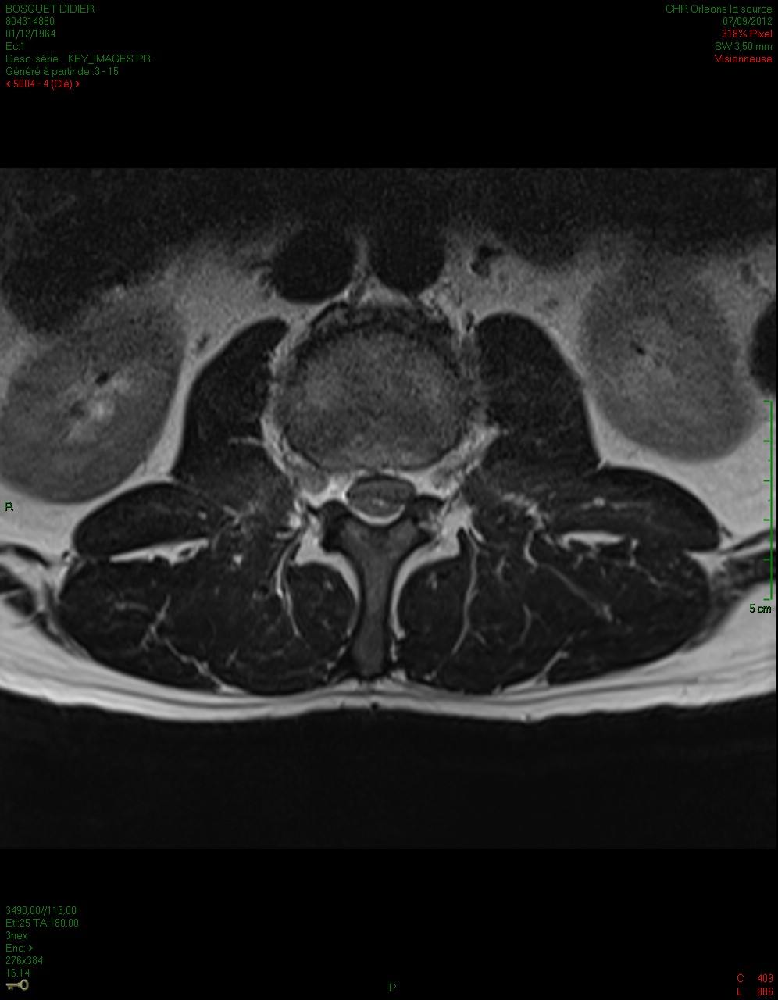 BOSQUET DIDIER
804314880
01/12/1964
Ec:1
Desc. série : KEY_IMAGES PR
Généré à partir de :3 - 15
< 5004 - 4 (Clé) >
CHR Orleans la source
07/09/2012
318% Pixel
SW 3,50 mm
Visionneuse
R
5 cm
3490,00//113,00
Etl:25 TA:180,00
3nex
Enc: >
276x384
16,14
P
C 409
L 886